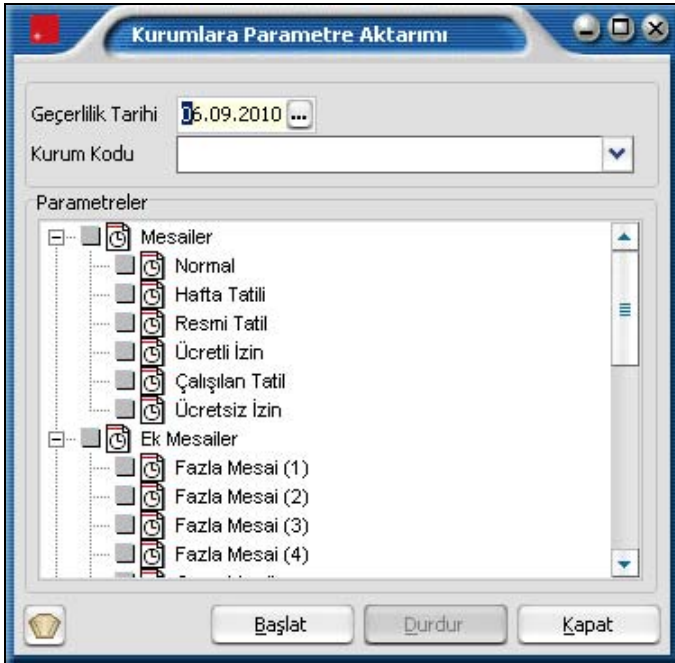 Kurumlara Parametre Aktarımı
Geçerlilik Tarihi 06.09.2010 ...
Kurum Kodu
Parametreler
Mesailer
Normal
Hafta Tatili
Resmi Tatil
Ücretli İzin
Çalışılan Tatil
Ücretsiz İzin
Ek Mesailer
Fazla Mesai (1)
Fazla Mesai (2)
Fazla Mesai (3)
Fazla Mesai (4)
Başlat Durdur Kapat